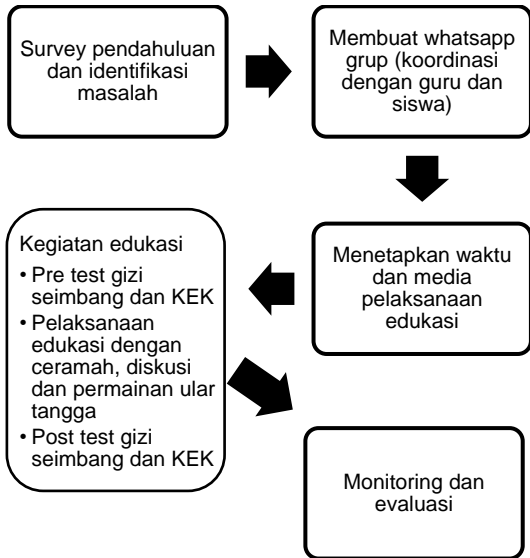 Survey pendahuluan
dan identifikasi
masalah
Membuat whatsapp
grup (koordinasi
dengan guru dan
siswa)
Menetapkan waktu
dan media
pelaksanaan
edukasi
Kegiatan edukasi
• Pre test gizi
seimbang dan KEK
• Pelaksanaan
edukasi dengan
ceramah, diskusi
dan permainan ular
tangga
• Post test gizi
seimbang dan KEK
Monitoring dan
evaluasi